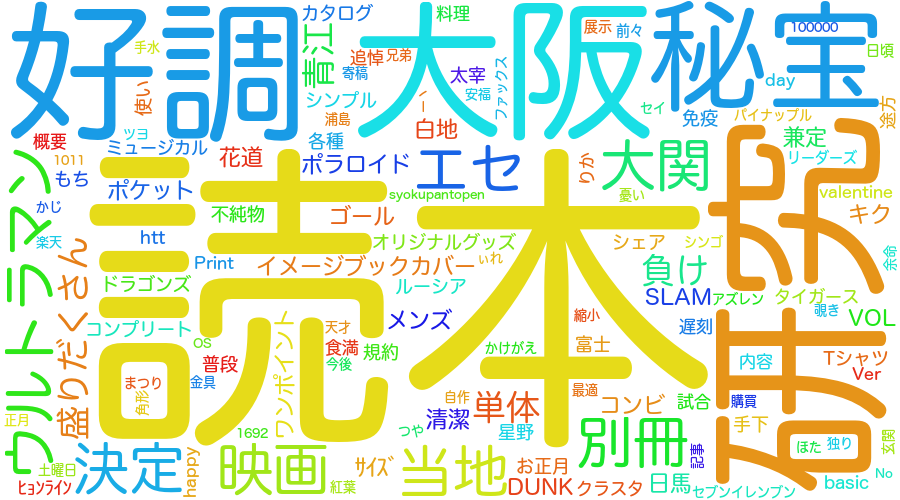 好調
大阪
秘宝
読本
研究
カタログ
料理
展示
前々
100000
日頃
手水
使い
青江
追悼
兄弟
寄稿
シンプル
浦島
太宰
安福
ファックス
day
セイ
免疫
パイナップル
途方
概要
ツヨ
ミュージカル
各種
白地
兼定
リーダーズ
1011
もち
花道
ポラロイド
エセ
大関
りか
valentine
ポケット
syokupantopen
憂い
かじ
不純物
ゴール
キク
楽天
htt
オリジナルグッズ
シェア
シンゴ
ウルトラマン
盛りだくさん
Print
イメージブックカバー
いれ
負け
余命
ドラゴンズ
ルーシア
SLAM
アズレン
タイガース
覗き
コンプリート
メンズ
縮小
遅刻
VOL
OS
天才
ワンポイント
食満
今後
規約
かけがえ
富士
内容
Tシャツ
Ver
普段
金具
まつり
角形
自作
最適
単体
コンビ
試合
購買
正月
清潔
つや
星野
別冊
手下
ほた
独り
玄関
1692
決定
映画
サイズ
当地
お正月
記事
土曜日
happy
ヒョンライン
紅葉
DUNK
クラスタ
日馬
セブンイレンブン
basic
No